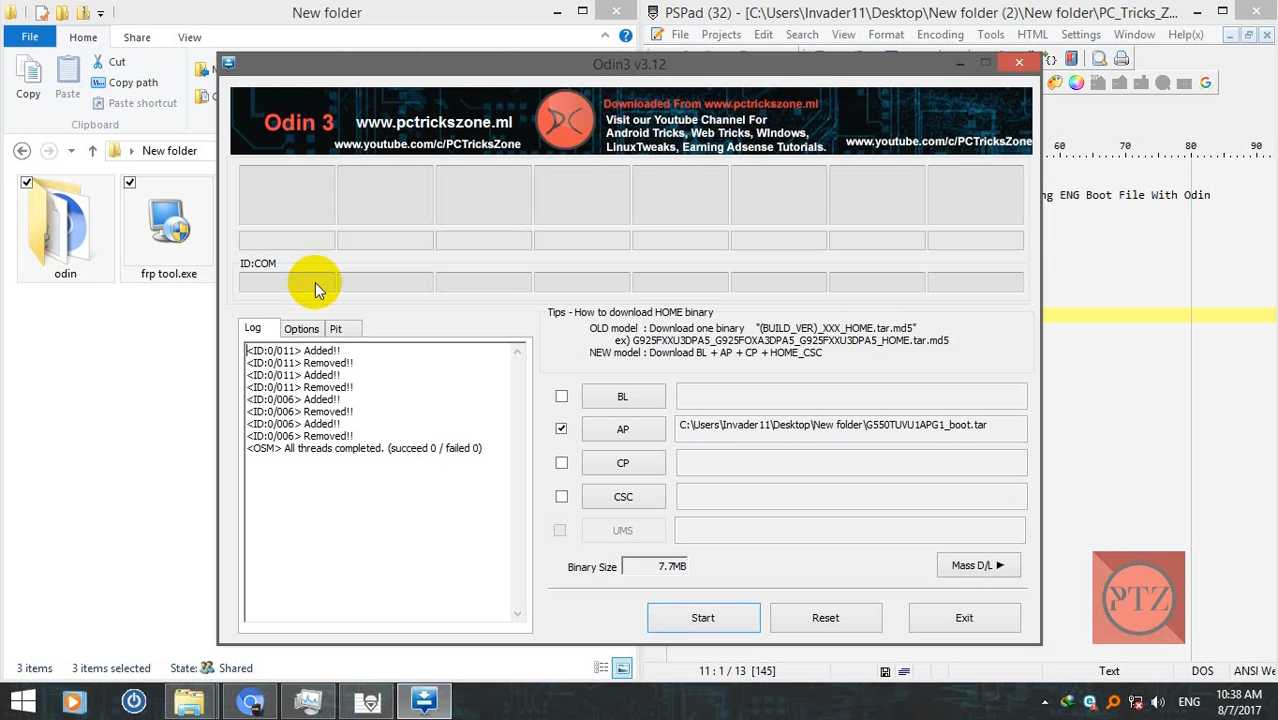 New folder
File
Home
Share
View
Copy
Paste
Cut
Copy path
Paste shortcut
Clipboard
New folder
odin
frp tool.exe
3 items
3 items selected
State:
Shared
Odin3 v3.12
Odin 3
www.pctrickszone.ml
www.youtube.com/c/PCTricksZone
Downloaded From www.pctrickszone.ml
Visit our Youtube Channel For
Android Tricks, Web Tricks, WIndows,
LinuxTweaks, Earning Adsense Tutorials.
www.youtube.com/c/PCTricksZone
ID:COM
Log
Options
Pit
<ID:0/011> Added!!
<ID:0/011> Removed!!
<ID:0/011> Added!!
<ID:0/011> Removed!!
<ID:0/006> Added!!
<ID:0/006> Removed!!
<ID:0/006> Added!!
<ID:0/006> Removed!!
<OSM> All threads completed. (succeed 0 / failed 0)
Tips - How to download HOME binary
OLD model : Download one binary "(BUILD_VER)_XXX_HOME.tar.md5"
ex) G925FXXU3DPA5_G925FOXA3DPA5_G925FXXU3DPA5_HOME.tar.md5
NEW model : Download BL + AP + CP + HOME_CSC
BL
AP
C:\Users\Invader11\Desktop\New folder\G550TUVU1APG1_boot.tar
CP
CSC
UMS
Binary Size
7.7MB
Mass D/L
Start
Reset
Exit
PSPad (32) - [C:\Users\Invader11\Desktop\New folder (2)\New folder\PC_Tricks_Z...
File
Projects
Edit
Search
View
Format
Tools
HTML
Settings
Window
Help(x)
60
70
80
90
ng ENG Boot File With Odin
PTZ
11 : 1 / 13 [145]
Text
DOS
ANSI We
ENG
10:38 AM
8/7/2017